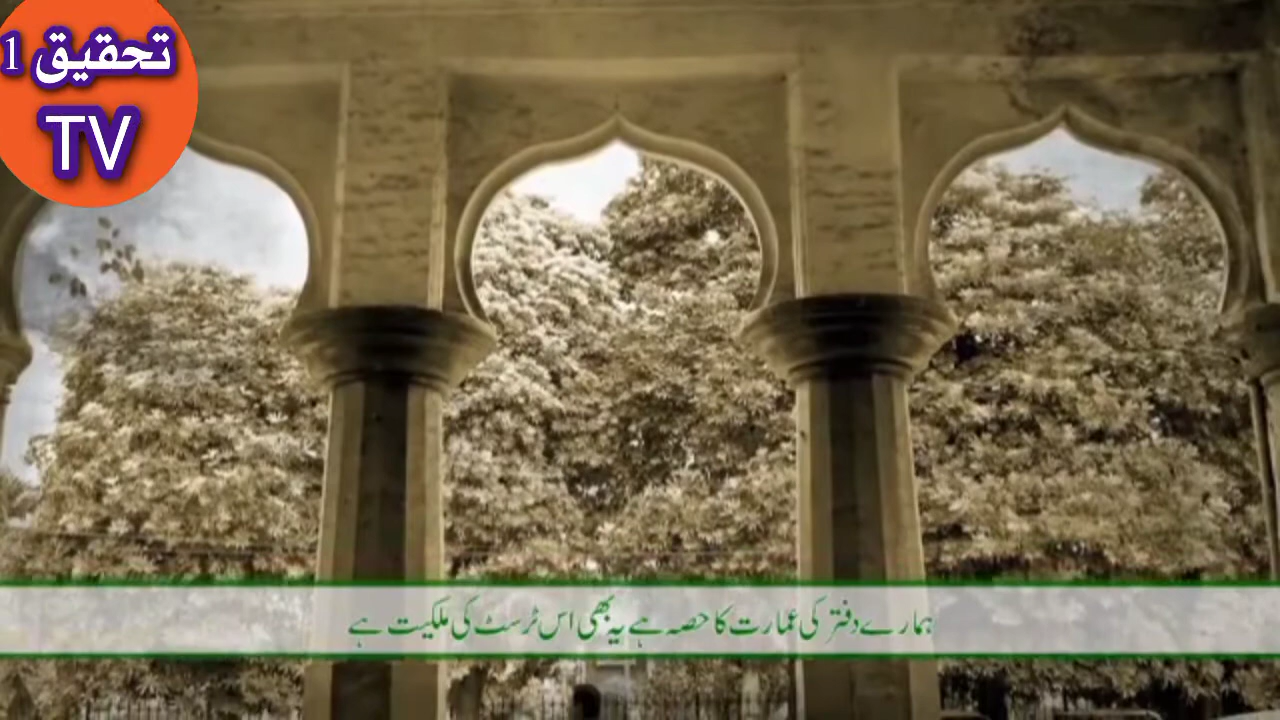 تحقیق 1
TV
ہمارے دفتر کی عمارت کا حصہ ہے یہ بھی اس ٹرسٹ کی ملکیت ہے